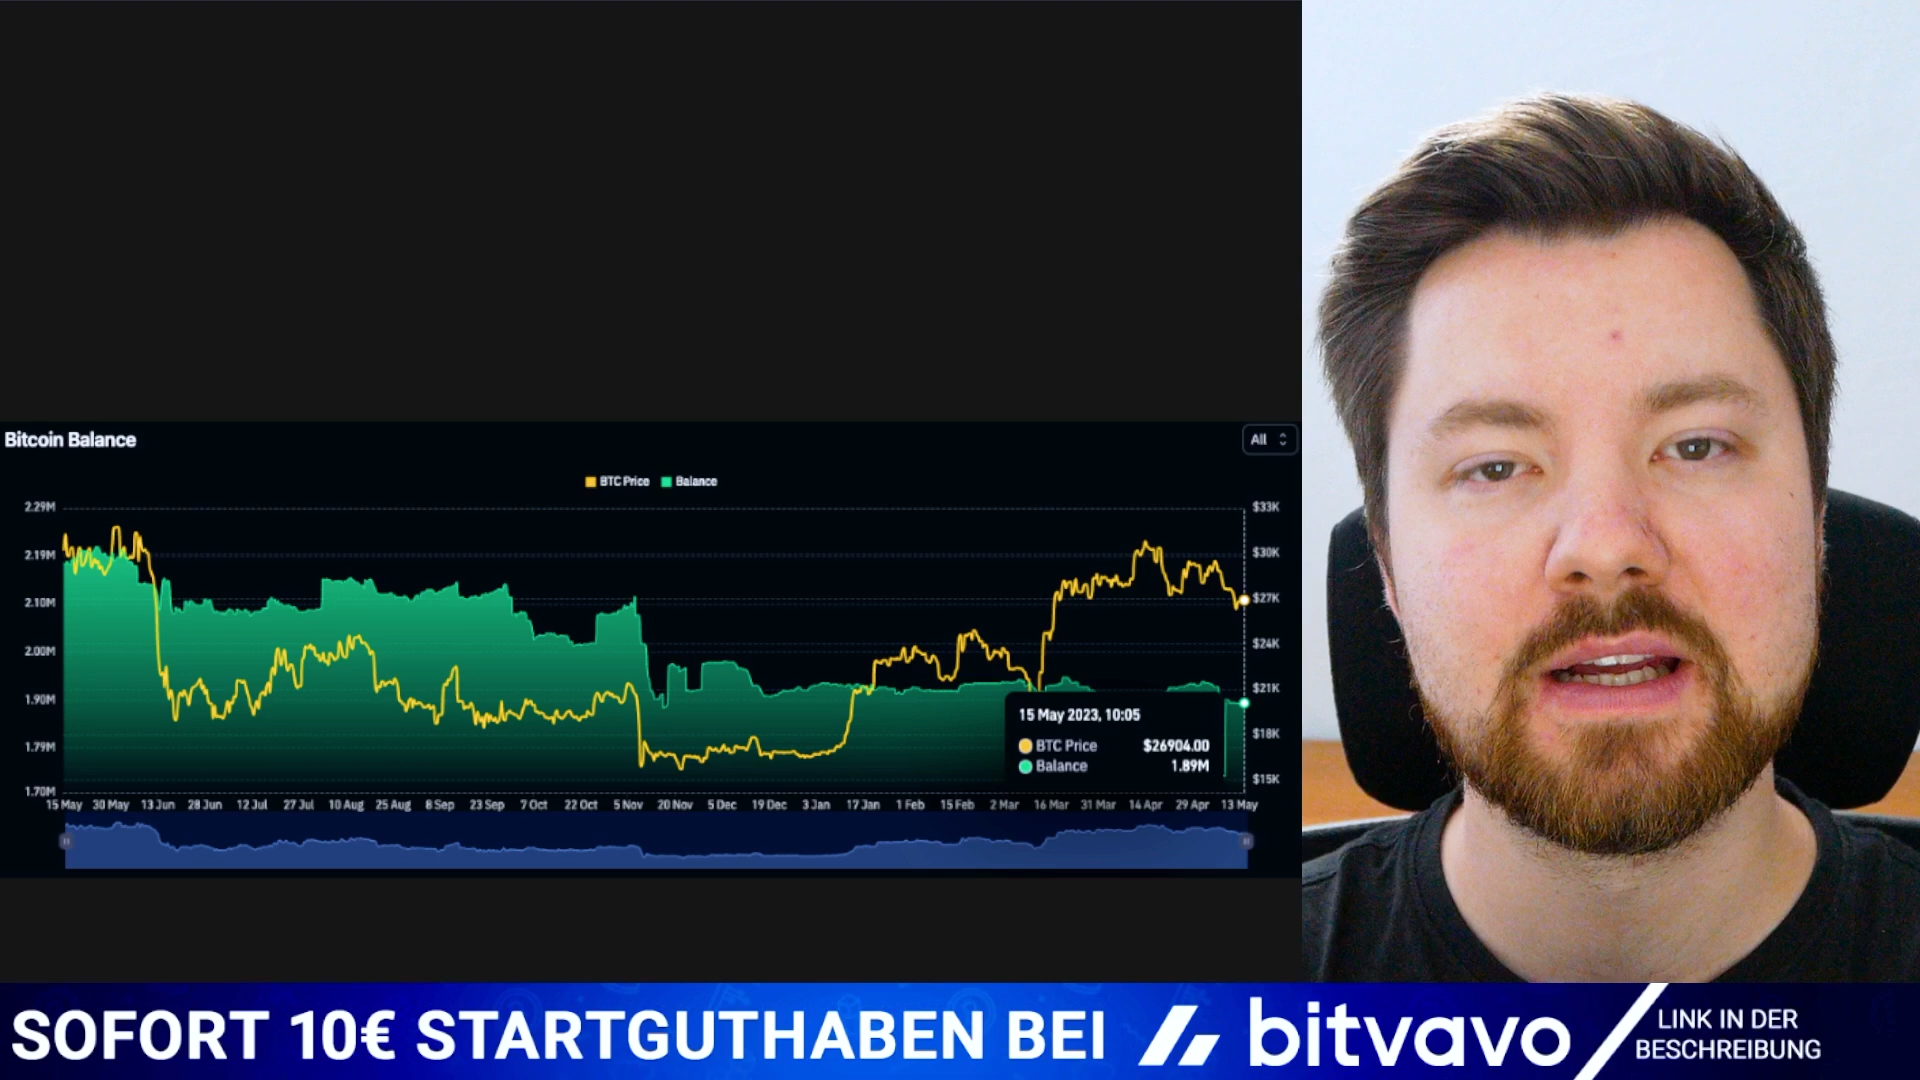 Bitcoin Balance
All
BTC Price Balance
2.29M
2.19M
2.10M
2.00M
1.90M
1.79M
1.70M
$33K
$30K
$27K
$24K
$21K
$18K
$15K
15 May 2023, 10:05
BTC Price $26904.00
Balance 1.89M
15 May 30 May 13 Jun 28 Jun 12 Jul 27 Jul 10 Aug 25 Aug 8 Sep 23 Sep 7 Oct 22 Oct 5 Nov 20 Nov 5 Dec 19 Dec 3 Jan 17 Jan 1 Feb 15 Feb 2 Mar 16 Mar 31 Mar 14 Apr 29 Apr 13 May
SOFORT 10€ STARTGUTHABEN BEI bitvavo
LINK IN DER
BESCHREIBUNG